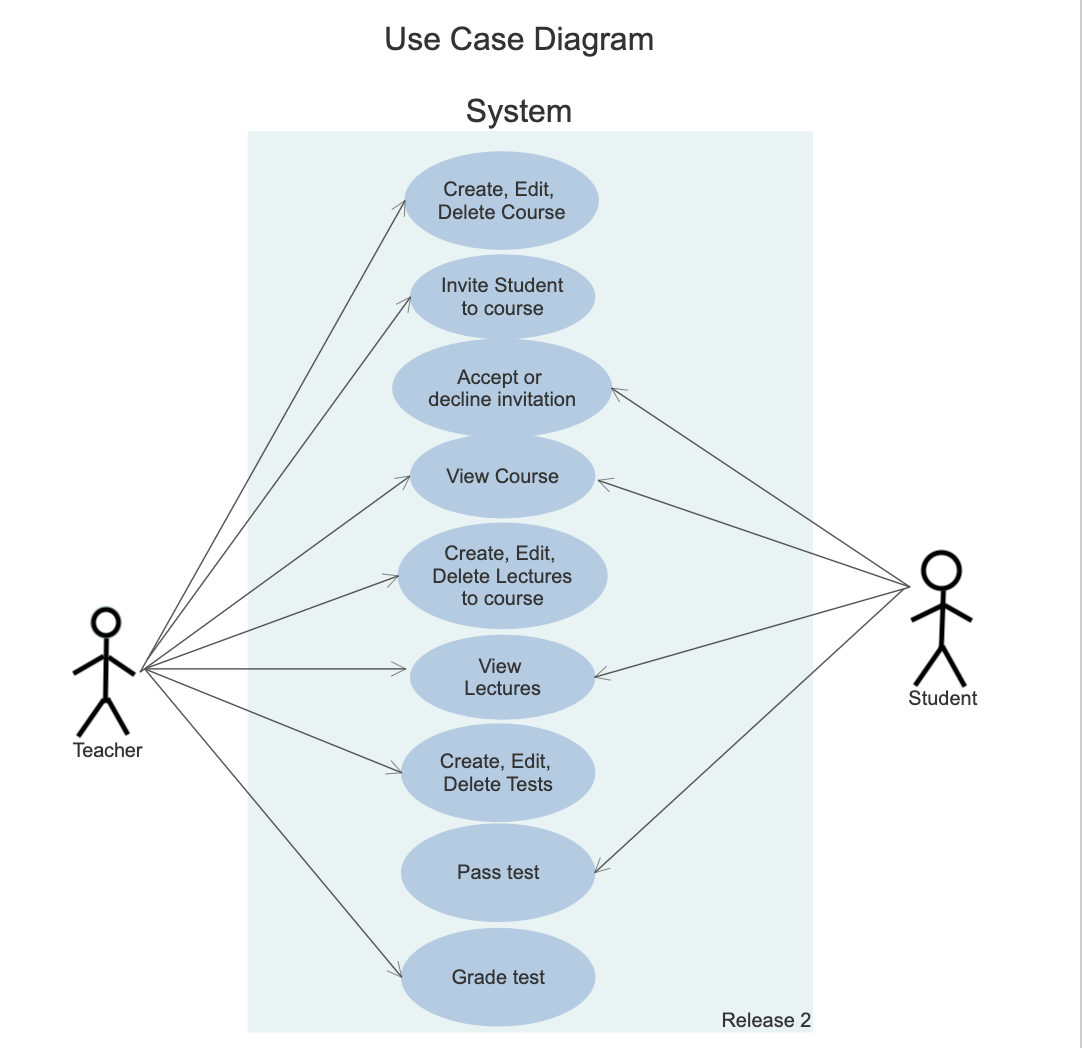 Use Case Diagram
System
Create, Edit,
Delete Course
Invite Student
to course
Accept or
decline invitation
View Course
Create, Edit,
Delete Lectures
to course
View
Lectures
Create, Edit,
Delete Tests
Pass test
Grade test
Teacher
Student
Release 2